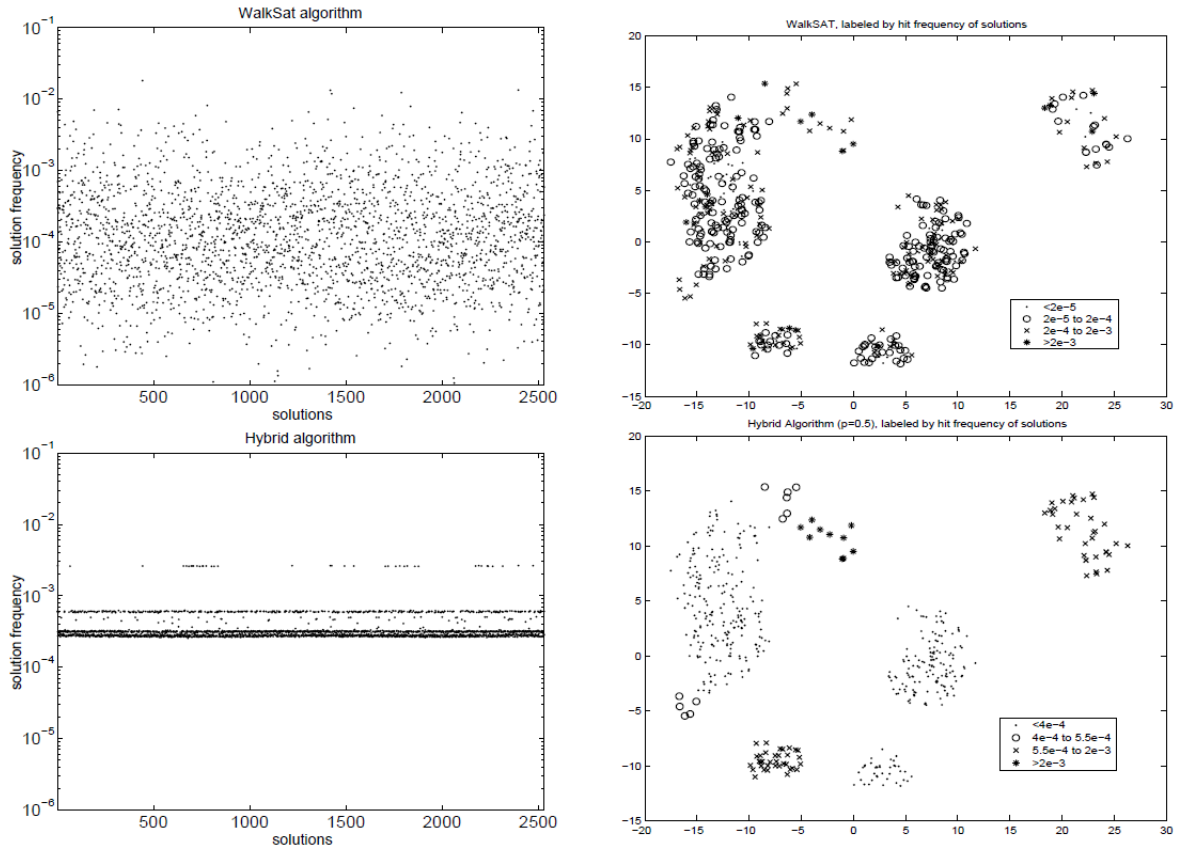 WalkSat algorithm
10^-1
10^-2
10^-3
10^-4
10^-5
10^-6
solution frequency
500 1000 1500 2000 2500
solutions
WalkSAT, labeled by hit frequency of solutions
20
15
10
5
0
−5
−10
−15
−20 −15 −10 −5 0 5 10 15 20 25 30
<2e−5
2e−5 to 2e−4
2e−4 to 2e−3
>2e−3
Hybrid algorithm
10^-1
10^-2
10^-3
10^-4
10^-5
10^-6
solution frequency
500 1000 1500 2000 2500
solutions
Hybrid Algorithm (p=0.5), labeled by hit frequency of solutions
20
15
10
5
0
−5
−10
−15
−20 −15 −10 −5 0 5 10 15 20 25 30
<4e−4
4e−4 to 5.5e−4
5.5e−4 to 2e−3
>2e−3